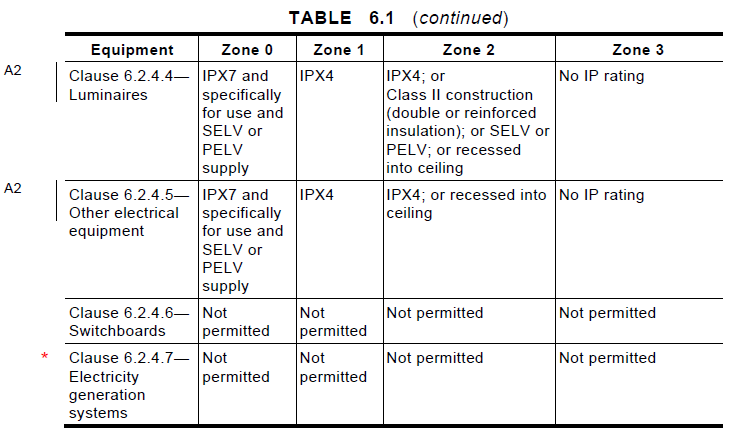 TABLE 6.1 (continued)
Equipment Zone 0 Zone 1 Zone 2 Zone 3
A2
Clause 6.2.4.4—
Luminaires
IPX7 and
specifically
for use and
SELV or
PELV
supply
IPX4
IPX4; or
Class II construction
(double or reinforced
insulation); or SELV or
PELV; or recessed
into ceiling
No IP rating
A2
Clause 6.2.4.5—
Other electrical
equipment
IPX7 and
specifically
for use and
SELV or
PELV
supply
IPX4
IPX4; or recessed into
ceiling
No IP rating
Clause 6.2.4.6—
Switchboards
Not
permitted
Not
permitted
Not permitted
Not permitted
*
Clause 6.2.4.7—
Electricity
generation
systems
Not
permitted
Not
permitted
Not permitted
Not permitted